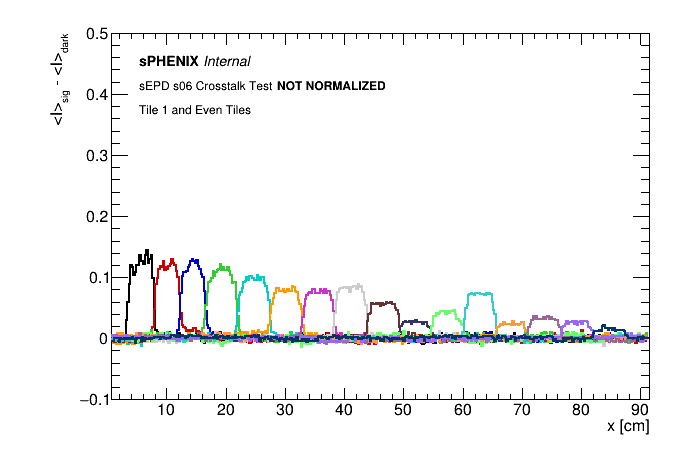 0.5
sPHENIX Internal
<I>sig - <I>dark
sEPD s06 Crosstalk Test NOT NORMALIZED
0.4
Tile 1 and Even Tiles
0.3
0.2
0.1
0
−0.1
10 20 30 40 50 60 70 80 90
x [cm]